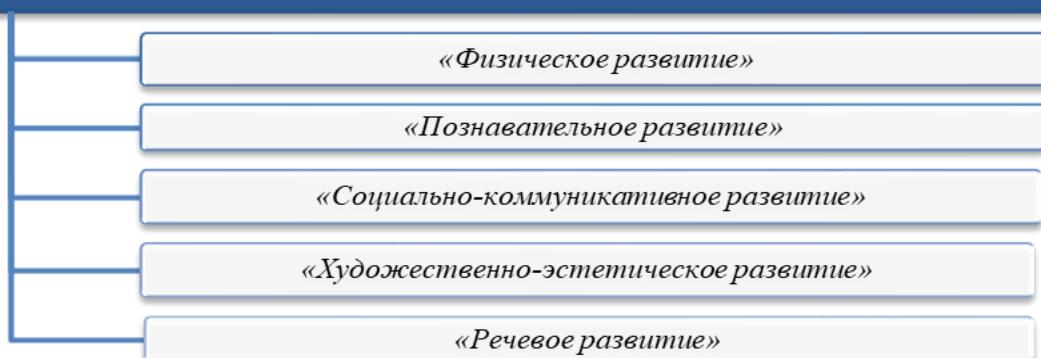 «Физическое развитие»
«Познавательное развитие»
«Социально-коммуникативное развитие»
«Художественно-эстетическое развитие»
«Речевое развитие»